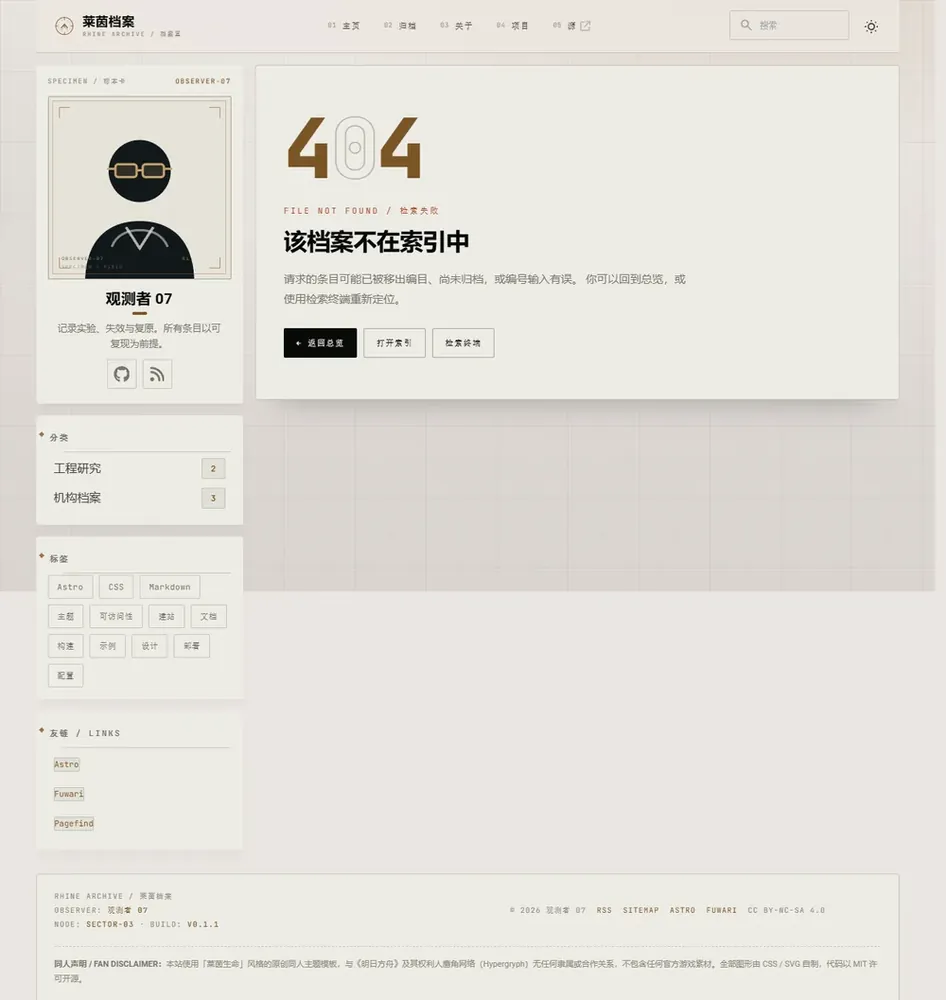 莱茵档案
RHINE ARCHIVE / 莱茵档案
01 主页
02 归档
03 关于
04 项目
05 源
搜索
SPECIMEN / 标本卡
OBSERVER-07
观测者 07
记录实验、失效与复原。所有条目以可
复现为前提。
分类
工程研究
2
机构档案
3
标签
Astro
CSS
Markdown
主题
可访问性
建站
文档
构建
示例
设计
部署
配置
友链 / LINKS
Astro
Fuwari
Pagefind
404
FILE NOT FOUND / 检索失败
该档案不在索引中
请求的条目可能已被移出编目、尚未归档，或编号输入有误。 你可以回到总览，或
使用检索终端重新定位。
← 返回总览
打开索引
检索终端
RHINE ARCHIVE / 莱茵档案
OBSERVER: 观测者 07
NODE: SECTOR-03 · BUILD: V0.1.1
© 2026 观测者 07 RSS SITEMAP ASTRO FUWARI CC BY-NC-SA 4.0
同人声明 / FAN DISCLAIMER: 本站使用「莱茵生命」风格的原创同人主题模板，与《明日方舟》及其权利人鹰角网络（Hypergryph）无任何隶属或合作关系，不包含任何官方游戏素材。全部图形由 CSS / SVG 自制，代码以 MIT 许
可开源。